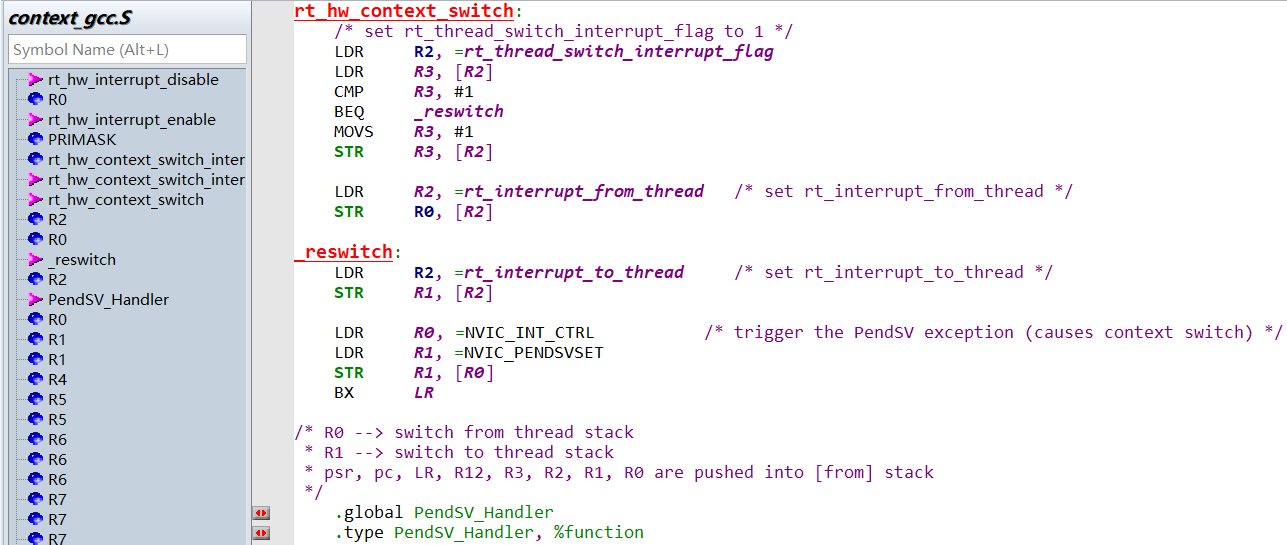 context_gcc.S
Symbol Name (Alt+L)
rt_hw_interrupt_disable
R0
rt_hw_interrupt_enable
PRIMASK
rt_hw_context_switch_inter
rt_hw_context_switch_inter
rt_hw_context_switch
R2
R0
_reswitch
R2
PendSV_Handler
R0
R1
R1
R4
R5
R5
R6
R6
R6
R7
R7
R7
rt_hw_context_switch:
/* set rt_thread_switch_interrupt_flag to 1 */
LDR R2, =rt_thread_switch_interrupt_flag
LDR R3, [R2]
CMP R3, #1
BEQ _reswitch
MOVS R3, #1
STR R3, [R2]
LDR R2, =rt_interrupt_from_thread /* set rt_interrupt_from_thread */
STR R0, [R2]
_reswitch:
LDR R2, =rt_interrupt_to_thread /* set rt_interrupt_to_thread */
STR R1, [R2]
LDR R0, =NVIC_INT_CTRL /* trigger the PendSV exception (causes context switch) */
LDR R1, =NVIC_PENDSVSET
STR R1, [R0]
BX LR
/* R0 --> switch from thread stack
* R1 --> switch to thread stack
* psr, pc, LR, R12, R3, R2, R1, R0 are pushed into [from] stack
*/
.global PendSV_Handler
.type PendSV_Handler, %function